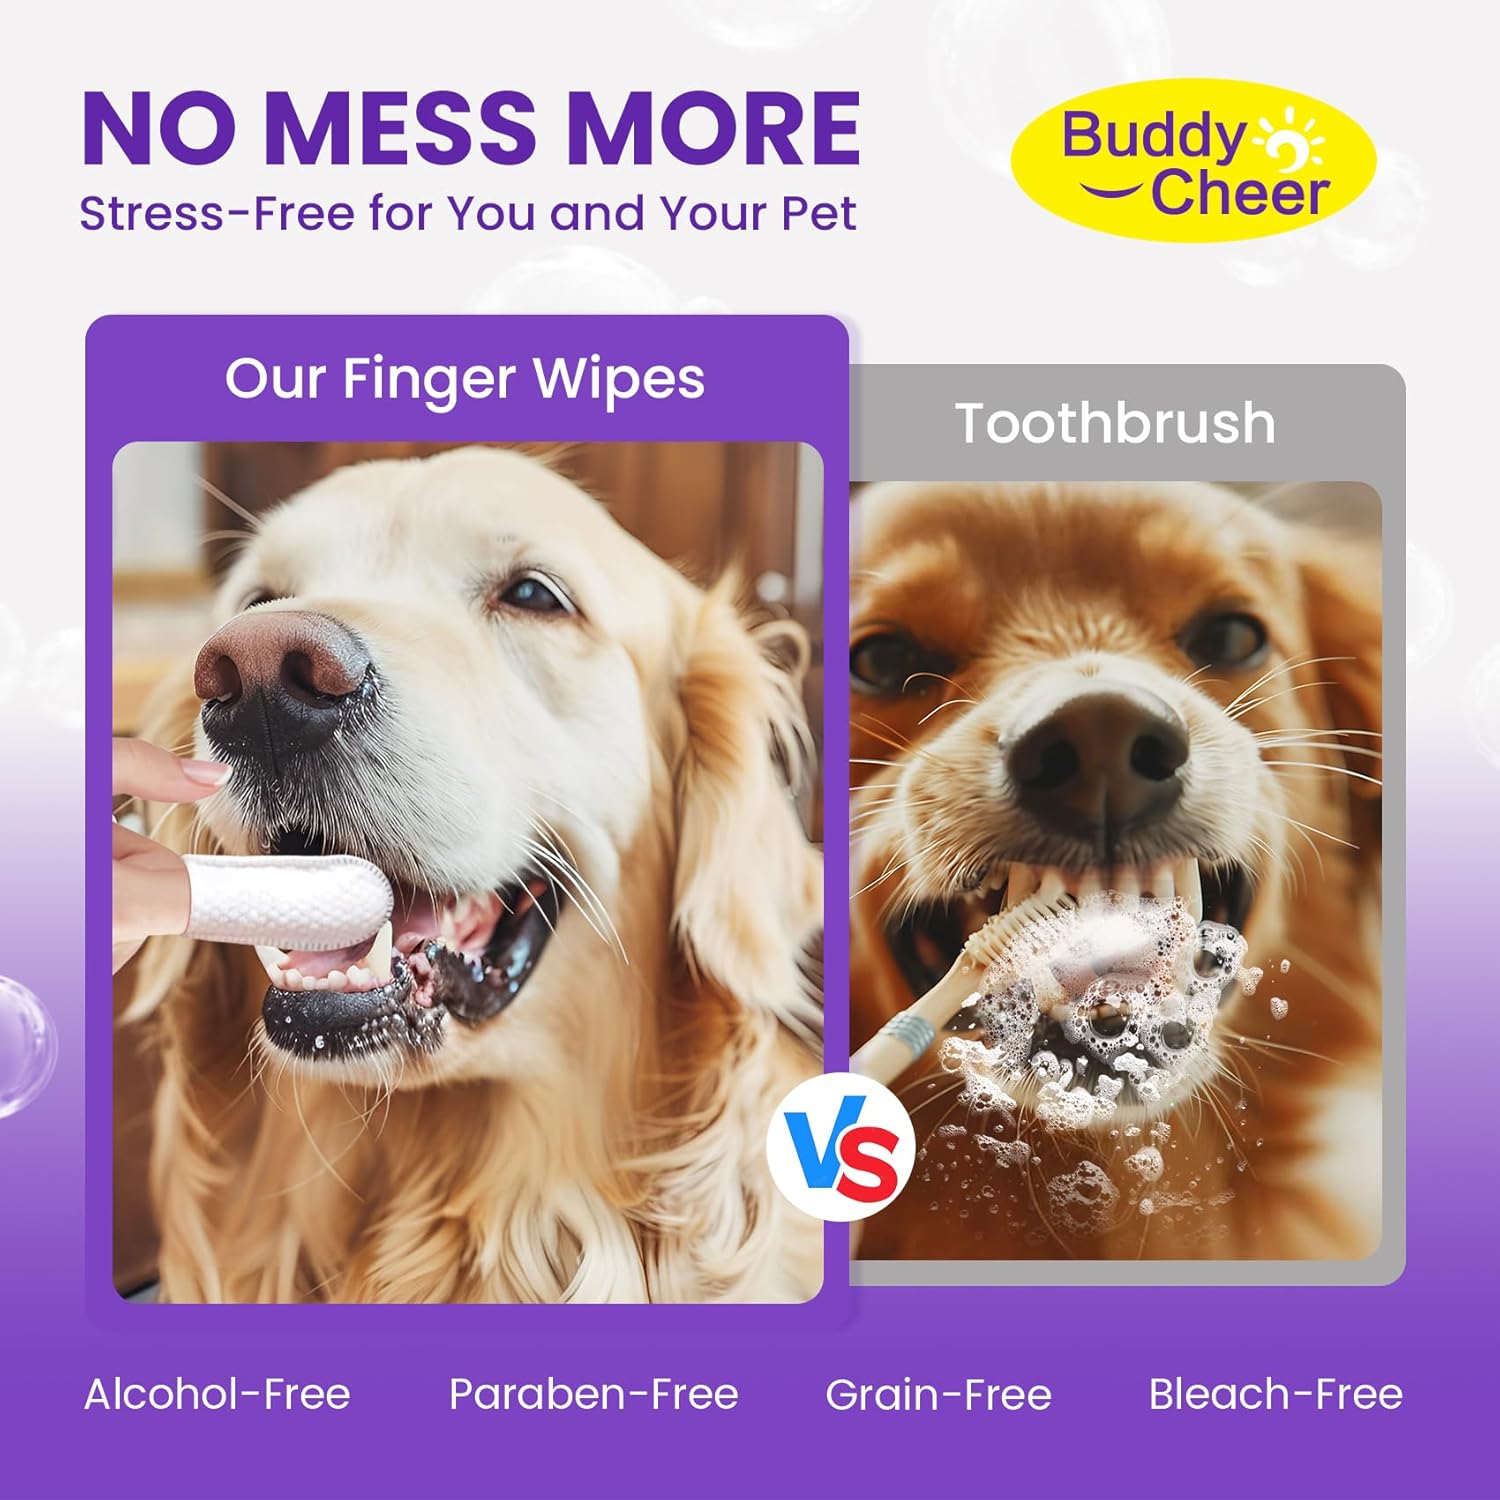 NO MESS MORE
Stress-Free for You and Your Pet
Buddy
Cheer
Our Finger Wipes
Toothbrush
VS
Alcohol-Free
Paraben-Free
Grain-Free
Bleach-Free